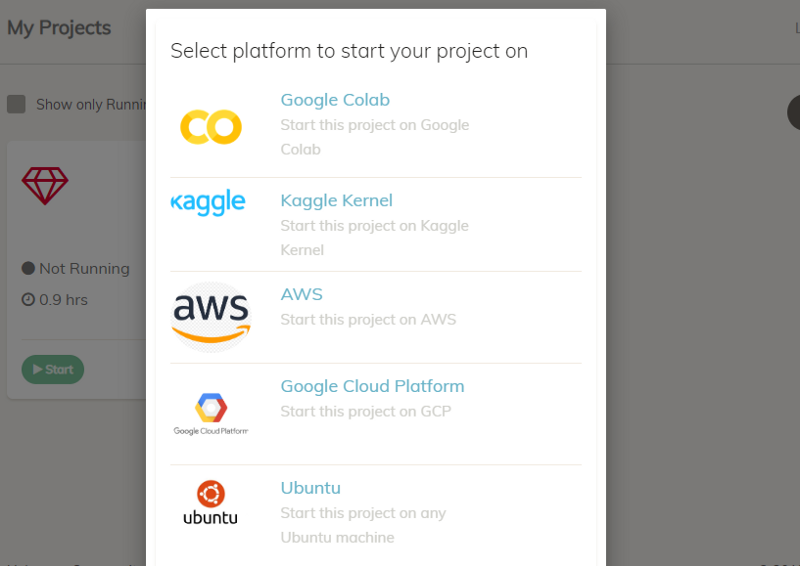 My Projects
Select platform to start your project on
Show only Runnin
Google Colab
Start this project on Google
Colab
kaggle
Kaggle Kernel
Start this project on Kaggle
Kernel
Not Running
0.9 hrs
aws
AWS
Start this project on AWS
Start
Google Cloud Platform
Google Cloud Platform
Start this project on GCP
ubuntu
Ubuntu
Start this project on any
Ubuntu machine